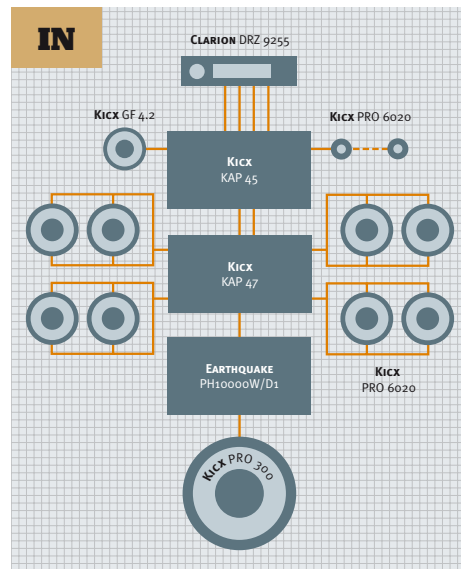 IN
CLARION DRZ 9255
KICX GF 4.2
KICX PRO 6020
KICX
KAP 45
KICX
KAP 47
EARTHQUAKE
PH10000W/D1
KICX
PRO 6020
KICX PRO 300